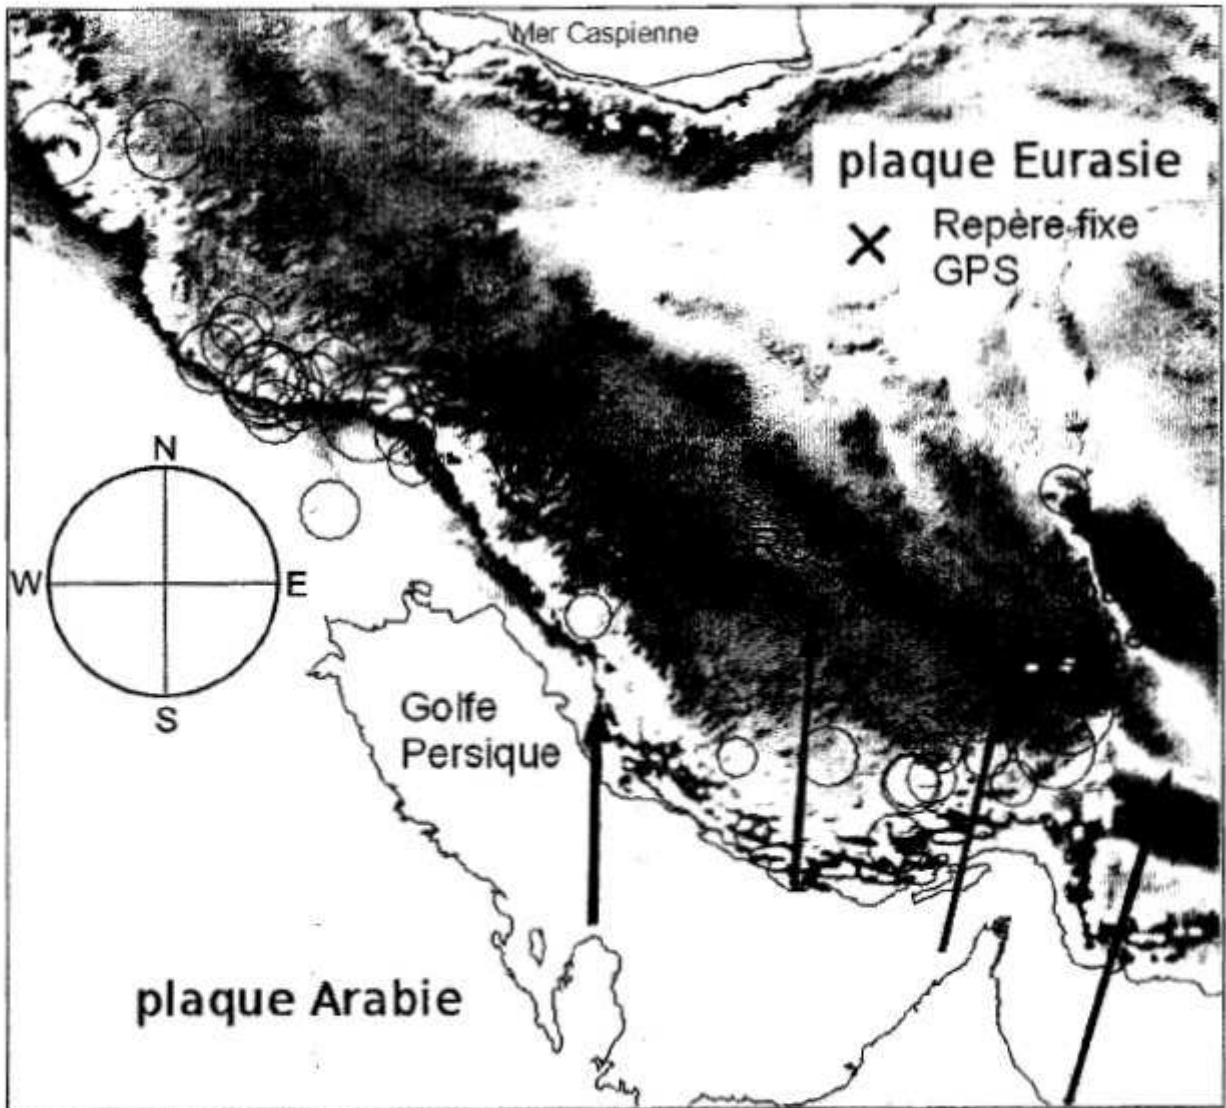 Mer Caspienne
plaque Eurasie
Repère fixe
GPS
N
W
E
S
Golfe
Persique
plaque Arabie